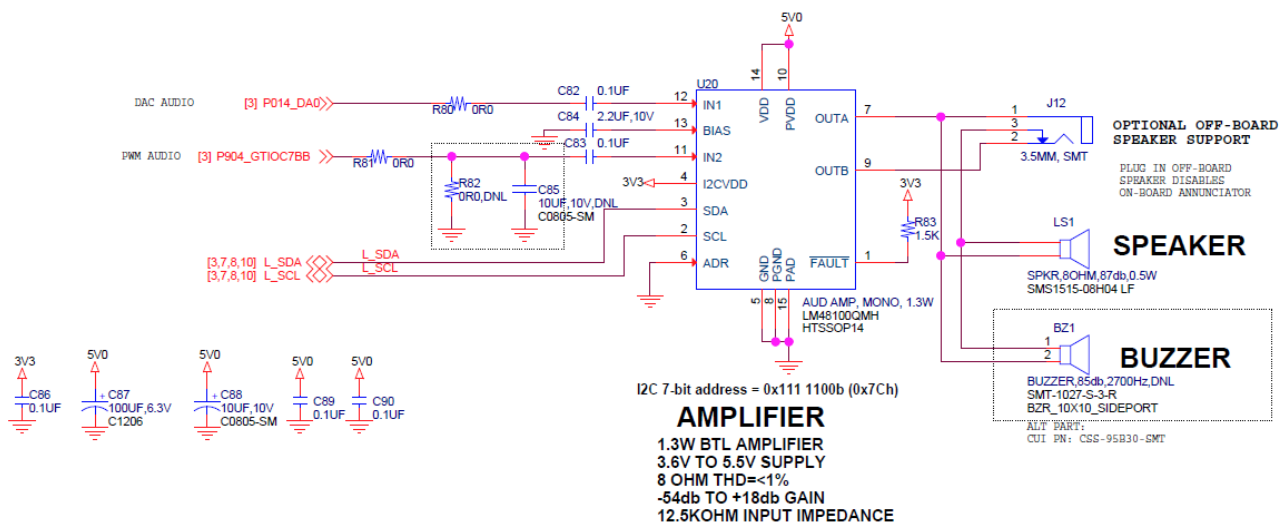 5V0
DAC AUDIO
[3] P014_DA0
R80
0R0
C82
0.1UF
C84
2.2UF,10V
C83
0.1UF
PWM AUDIO
[3] P904_GTIOC7BB
R81
0R0
R82
0R0,DNL
C85
10UF,10V,DNL
C0805-SM
3V3
[3,7,8,10] L_SDA
L_SDA
[3,7,8,10] L_SCL
L_SCL
U20
12
IN1
13
BIAS
11
IN2
4
I2CVDD
3
SDA
2
SCL
6
ADR
14
VDD
10
PVDD
OUTA
7
OUTB
9
FAULT
1
GND
5
PGND
8
PAD
15
AUD AMP, MONO, 1.3W
LM48100QMH
HTSSOP14
3V3
R83
1.5K
J12
1
3
2
3.5MM, SMT
OPTIONAL OFF-BOARD
SPEAKER SUPPORT
PLUG IN OFF-BOARD
SPEAKER DISABLES
ON-BOARD ANNUNCIATOR
LS1
SPEAKER
SPKR,8OHM,87db,0.5W
SMS1515-08H04 LF
BZ1
1
2
BUZZER
BUZZER,85db,2700Hz,DNL
SMT-1027-S-3-R
BZR_10X10_SIDEPORT
ALT PART:
CUI PN: CSS-95B30-SMT
3V3
C86
0.1UF
5V0
C87
100UF,6.3V
C1206
5V0
C88
10UF,10V
C0805-SM
5V0
C89
0.1UF
5V0
C90
0.1UF
I2C 7-bit address = 0x111 1100b (0x7Ch)
AMPLIFIER
1.3W BTL AMPLIFIER
3.6V TO 5.5V SUPPLY
8 OHM THD=<1%
-54db TO +18db GAIN
12.5KOHM INPUT IMPEDANCE